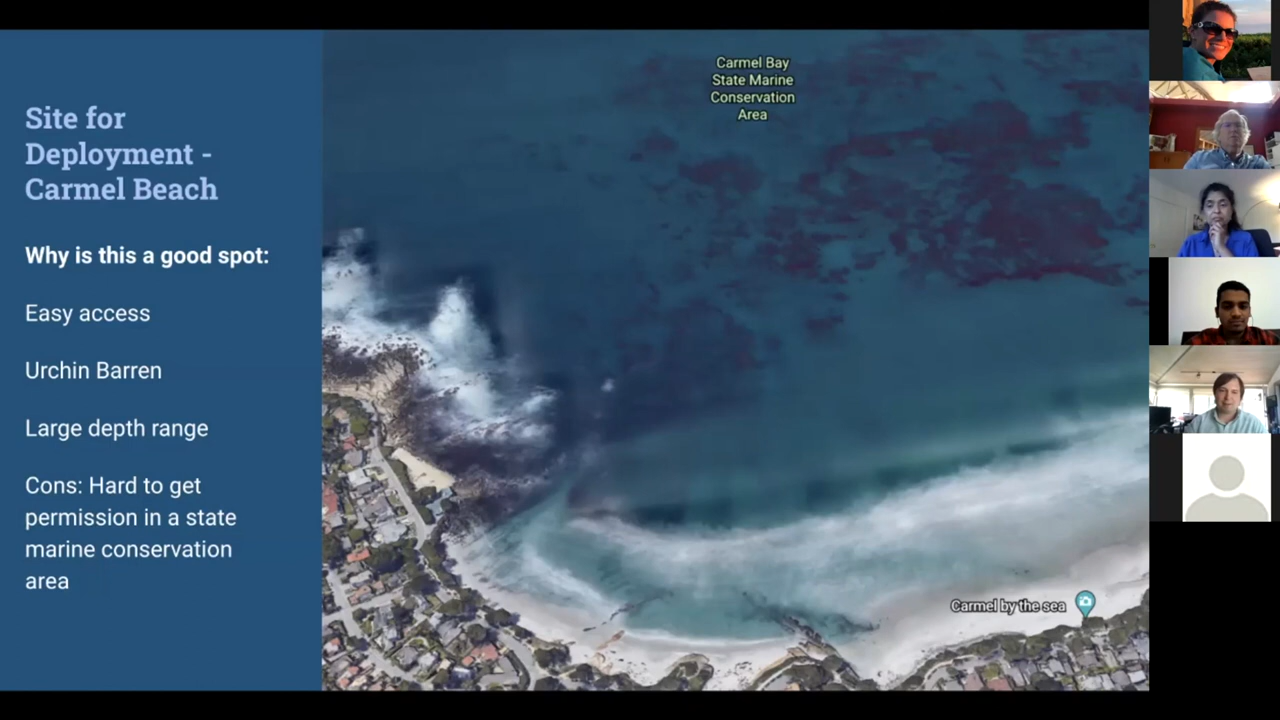 Site for
Deployment -
Carmel Beach
Why is this a good spot:
Easy access
Urchin Barren
Large depth range
Cons: Hard to get
permission in a state
marine conservation
area
Carmel Bay
State Marine
Conservation
Area
Carmel by the sea